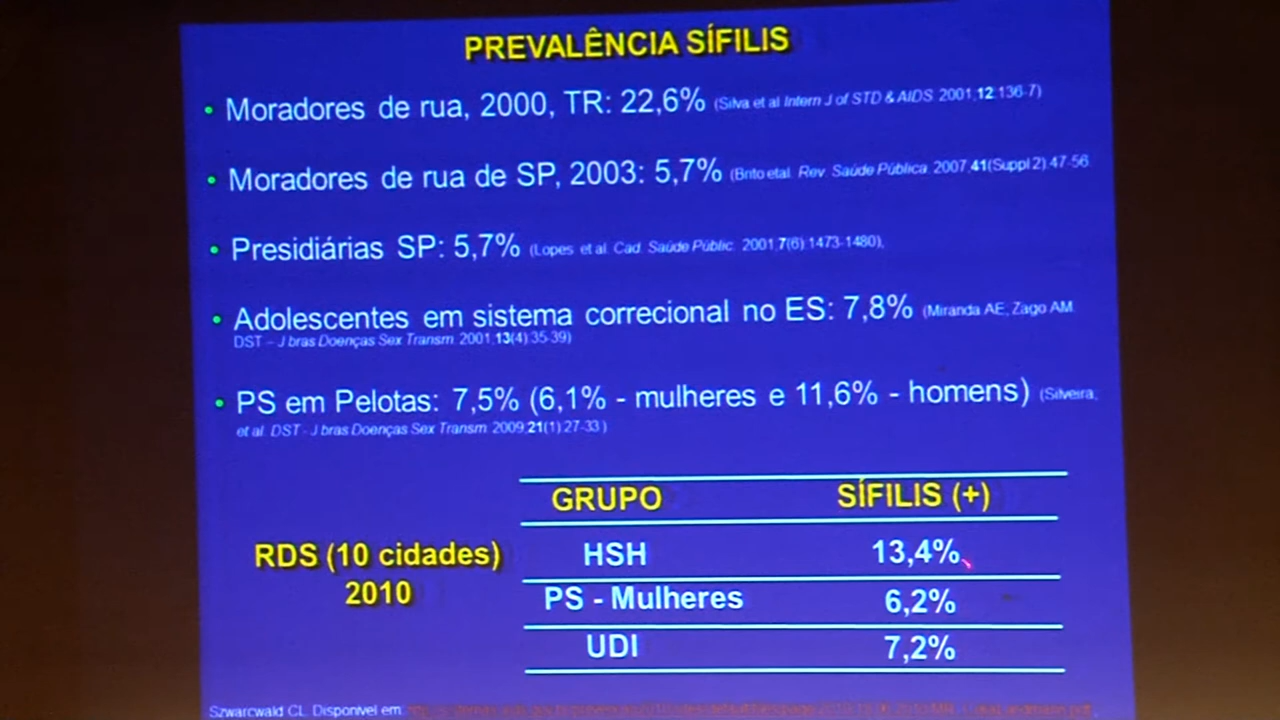 PREVALÊNCIA SÍFILIS
• Moradores de rua, 2000, TR: 22,6% (Silva et al Intern J of STD & AIDS. 2001;12:136-7)
• Moradores de rua de SP, 2003: 5,7% (Brito et al. Rev. Saúde Pública. 2007;41(Suppl 2):47-56
• Presidiárias SP: 5,7% (Lopes et al. Cad. Saúde Públic. 2001;7(6):1473-1480),
• Adolescentes em sistema correcional no ES: 7,8% (Miranda AE; Zago AM.
DST – J bras Doenças Sex Transm. 2001;13(4):35-39)
• PS em Pelotas: 7,5% (6,1% - mulheres e 11,6% - homens) (Silveira,
et al. DST - J bras Doenças Sex Transm. 2009;21(1):27-33)
GRUPO SÍFILIS (+)
RDS (10 cidades)
2010
HSH 13,4%
PS - Mulheres 6,2%
UDI 7,2%
Szwarcwald CL. Disponível em: